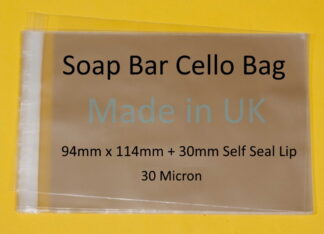 Soap Bar Cello Bag
Made in UK
94mm x 114mm + 30mm Self Seal Lip
30 Micron